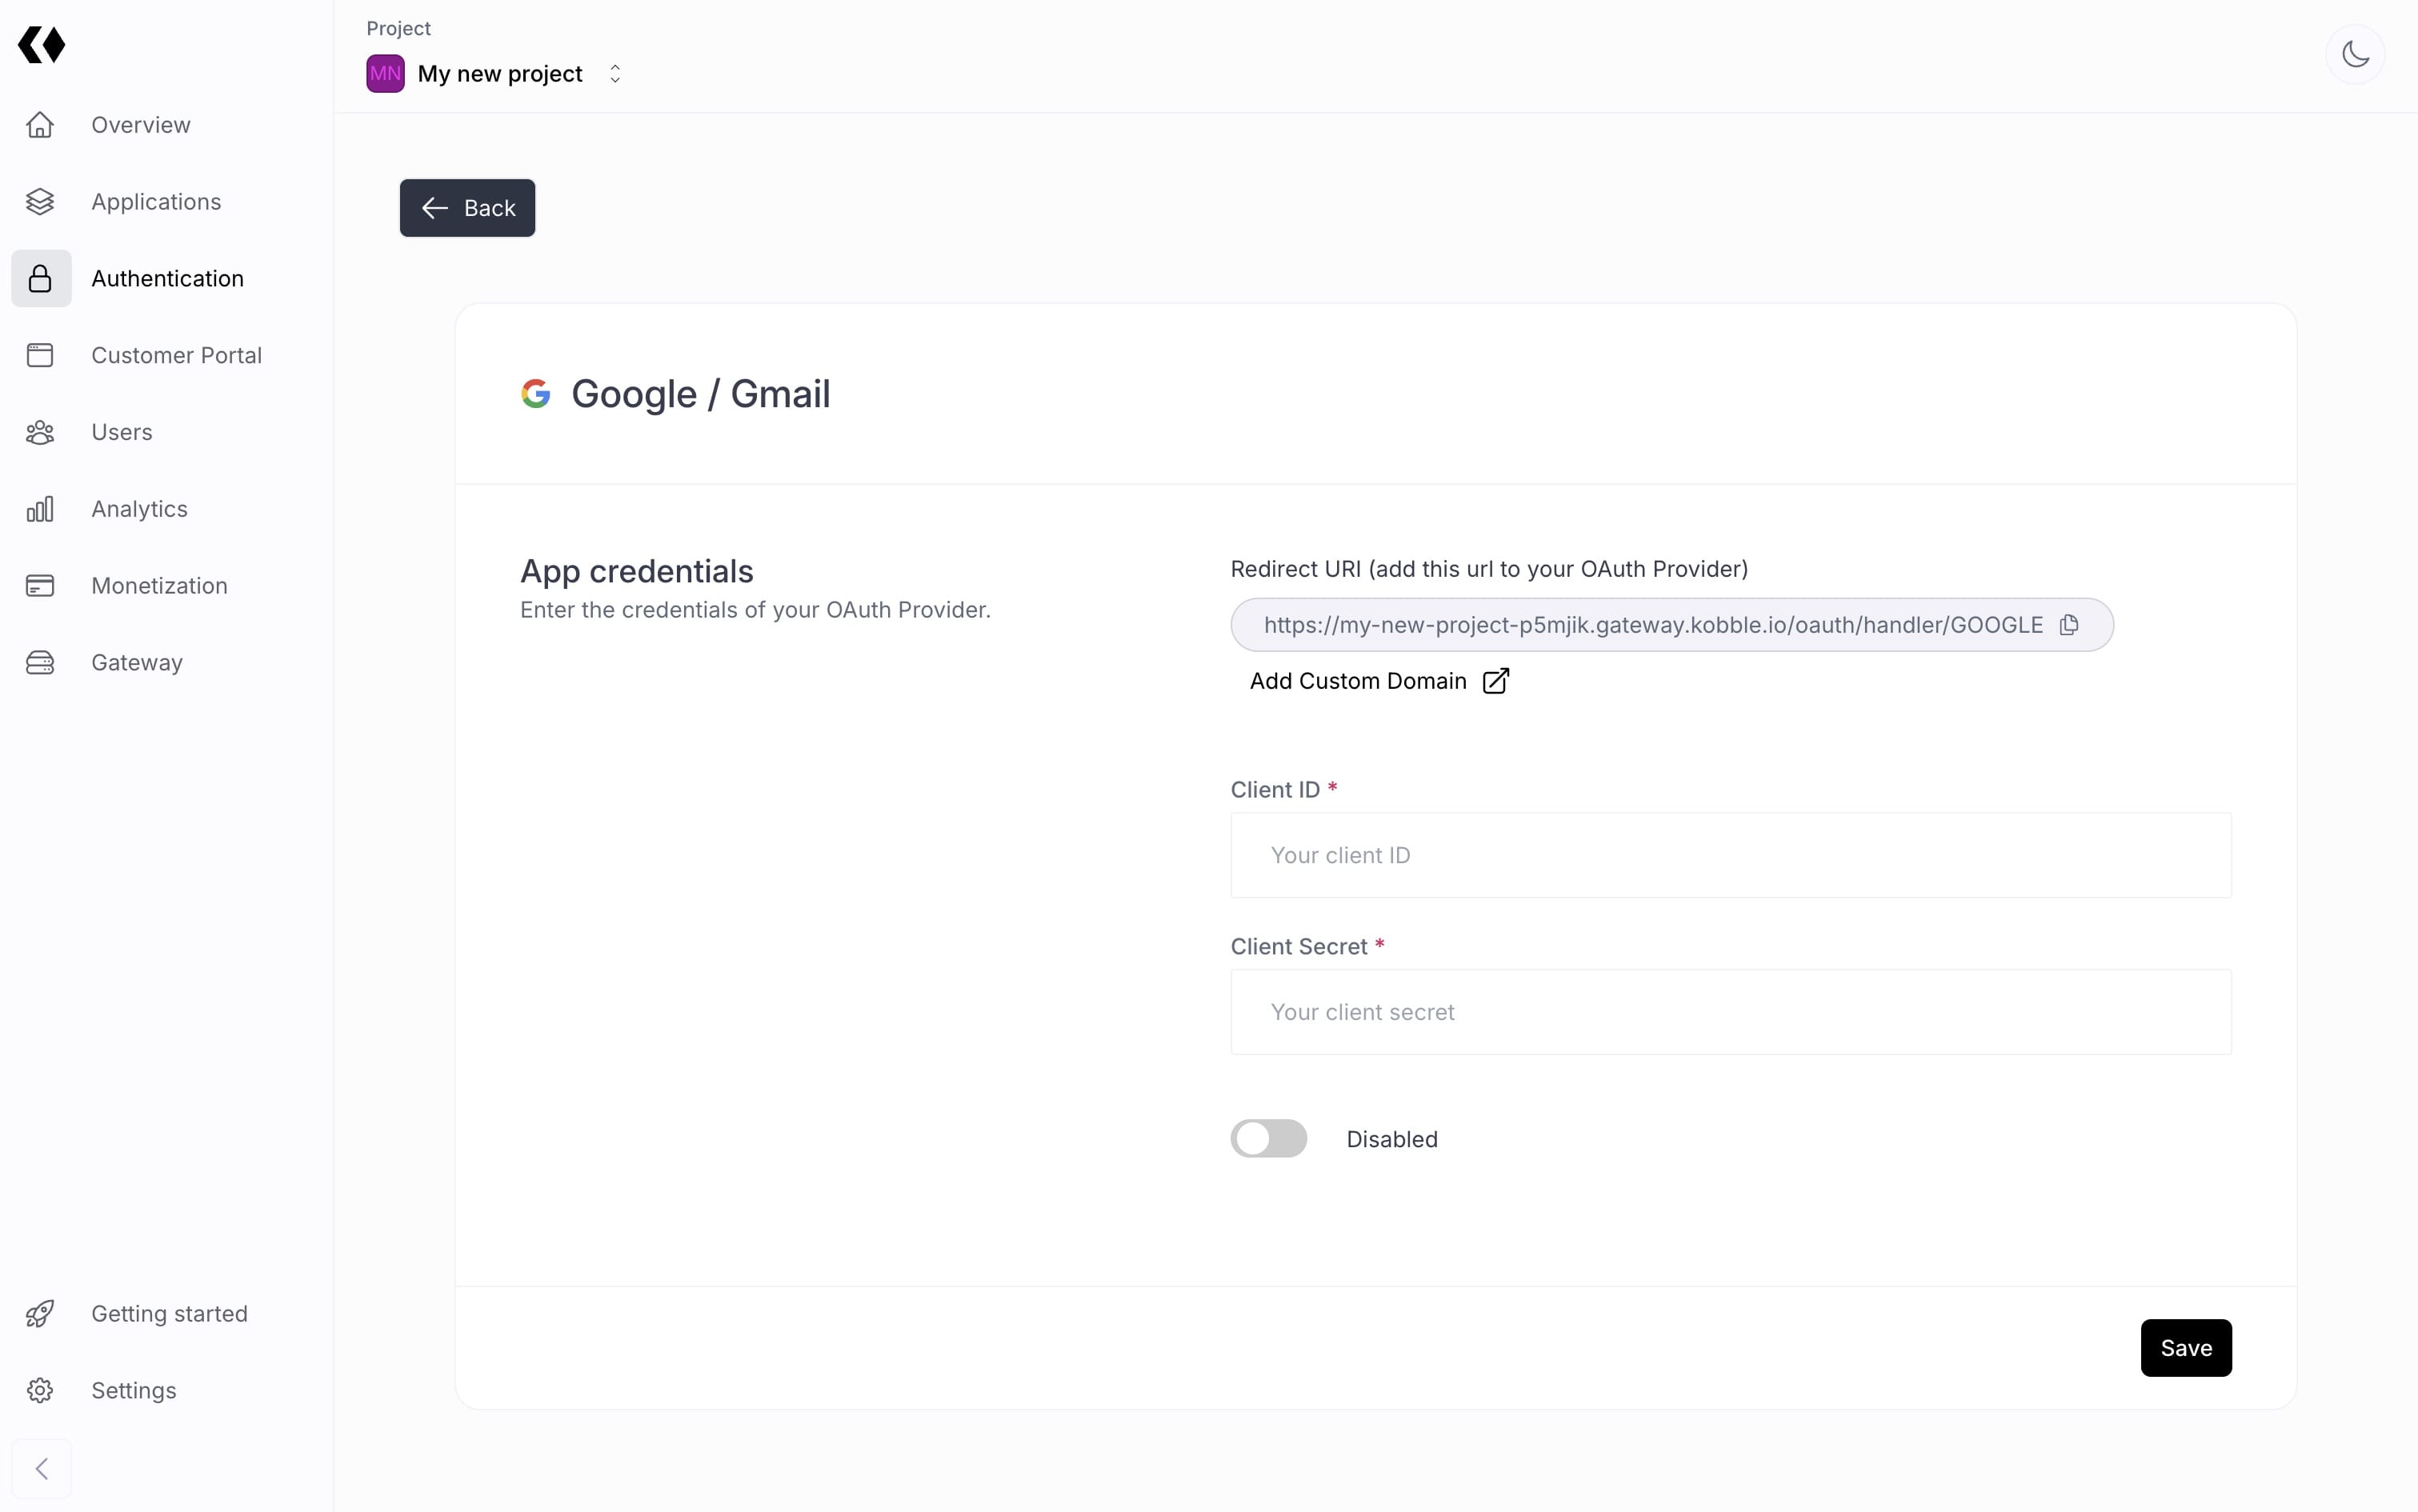 Project
MN My new project
Overview
Applications
Authentication
Customer Portal
Users
Analytics
Monetization
Gateway
Getting started
Settings
Back
Google / Gmail
App credentials
Enter the credentials of your OAuth Provider.
Redirect URI (add this url to your OAuth Provider)
https://my-new-project-p5mjik.gateway.kobble.io/oauth/handler/GOOGLE
Add Custom Domain
Client ID *
Your client ID
Client Secret *
Your client secret
Disabled
Save